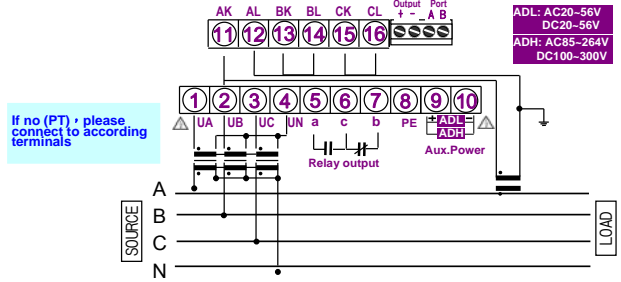 AK AL BK BL CK CL
Output Port
+ - A B
11 12 13 14 15 16
ADL: AC20~56V
DC20~56V
ADH: AC85~264V
DC100~300V
1 2 3 4 5 6 7 8 9 10
UA UB UC UN a c b PE + ADL -
ADH
Relay output
Aux.Power
If no (PT), please
connect to according
terminals
A
B
C
N
SOURCE
LOAD